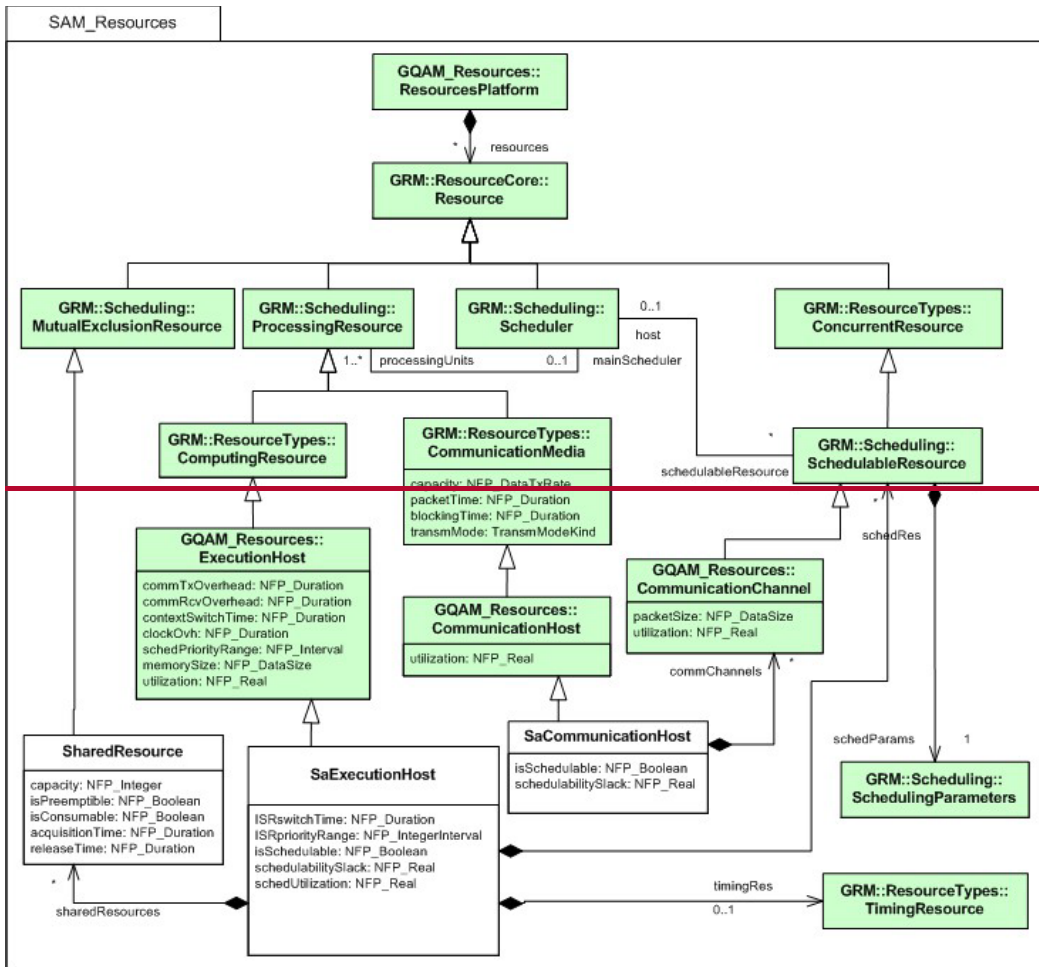 SAM_Resources
GQAM_Resources::
ResourcesPlatform
*
resources
GRM::ResourceCore::
Resource
GRM::Scheduling::
MutualExclusionResource
GRM::Scheduling::
ProcessingResource
GRM::Scheduling::
Scheduler
0..1
host
GRM::ResourceTypes::
ConcurrentResource
1..*
processingUnits
0..1
mainScheduler
GRM::ResourceTypes::
ComputingResource
GRM::ResourceTypes::
CommunicationMedia
capacity: NFP_DataTxRate
packetTime: NFP_Duration
blockingTime: NFP_Duration
transmMode: TransmModeKind
*
schedulableResource
GRM::Scheduling::
SchedulableResource
*
schedRes
GQAM_Resources::
ExecutionHost
commTxOverhead: NFP_Duration
commRcvOverhead: NFP_Duration
contextSwitchTime: NFP_Duration
clockOvh: NFP_Duration
schedPriorityRange: NFP_Interval
memorySize: NFP_DataSize
utilization: NFP_Real
GQAM_Resources::
CommunicationHost
utilization: NFP_Real
GQAM_Resources::
CommunicationChannel
packetSize: NFP_DataSize
utilization: NFP_Real
commChannels
*
SharedResource
capacity: NFP_Integer
isPreemptible: NFP_Boolean
isConsumable: NFP_Boolean
acquisitionTime: NFP_Duration
releaseTime: NFP_Duration
SaExecutionHost
ISRswitchTime: NFP_Duration
ISRpriorityRange: NFP_IntegerInterval
isSchedulable: NFP_Boolean
schedulabilitySlack: NFP_Real
schedUtilization: NFP_Real
SaCommunicationHost
isSchedulable: NFP_Boolean
schedulabilitySlack: NFP_Real
schedParams
1
GRM::Scheduling::
SchedulingParameters
*
sharedResources
timingRes
0..1
GRM::ResourceTypes::
TimingResource